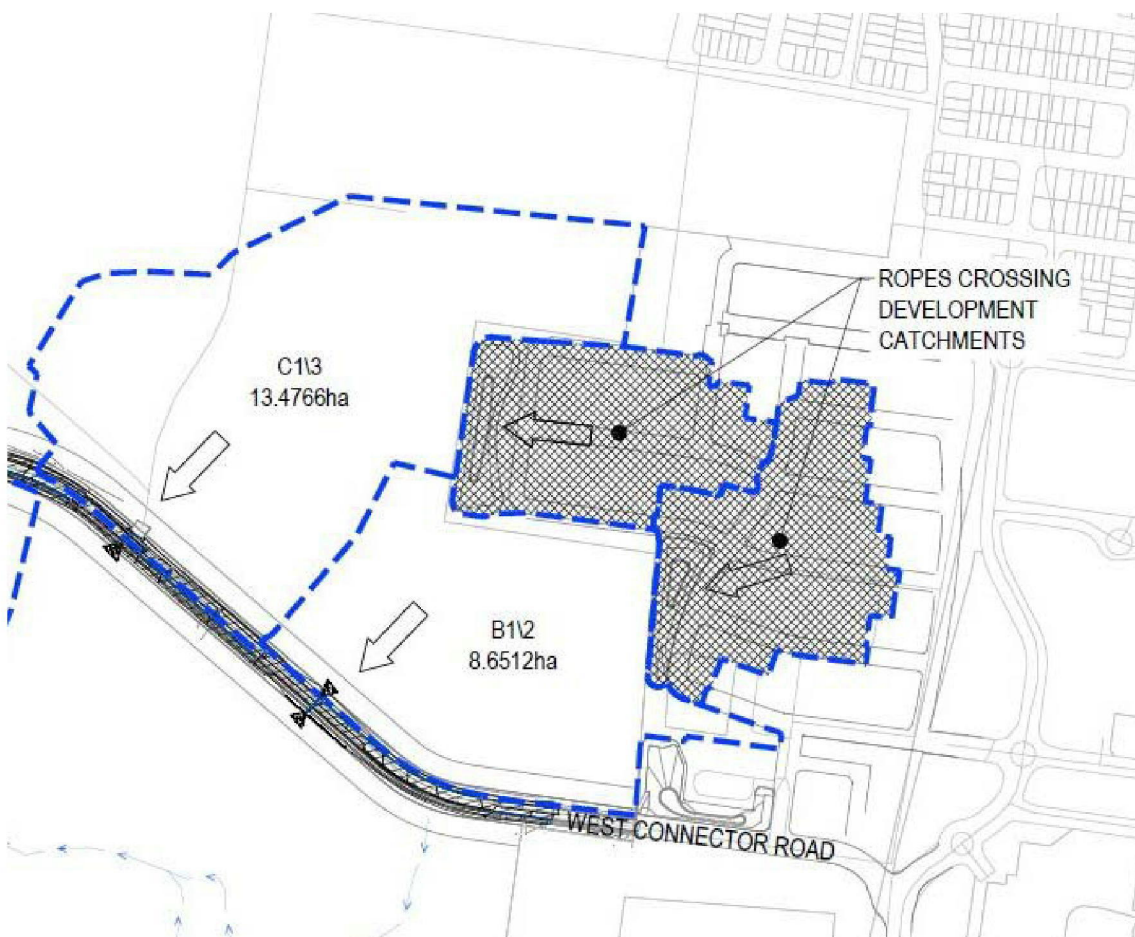 ROPES CROSSING
DEVELOPMENT
CATCHMENTS
C1\3
13.4766ha
B1\2
8.6512ha
WEST CONNECTOR ROAD